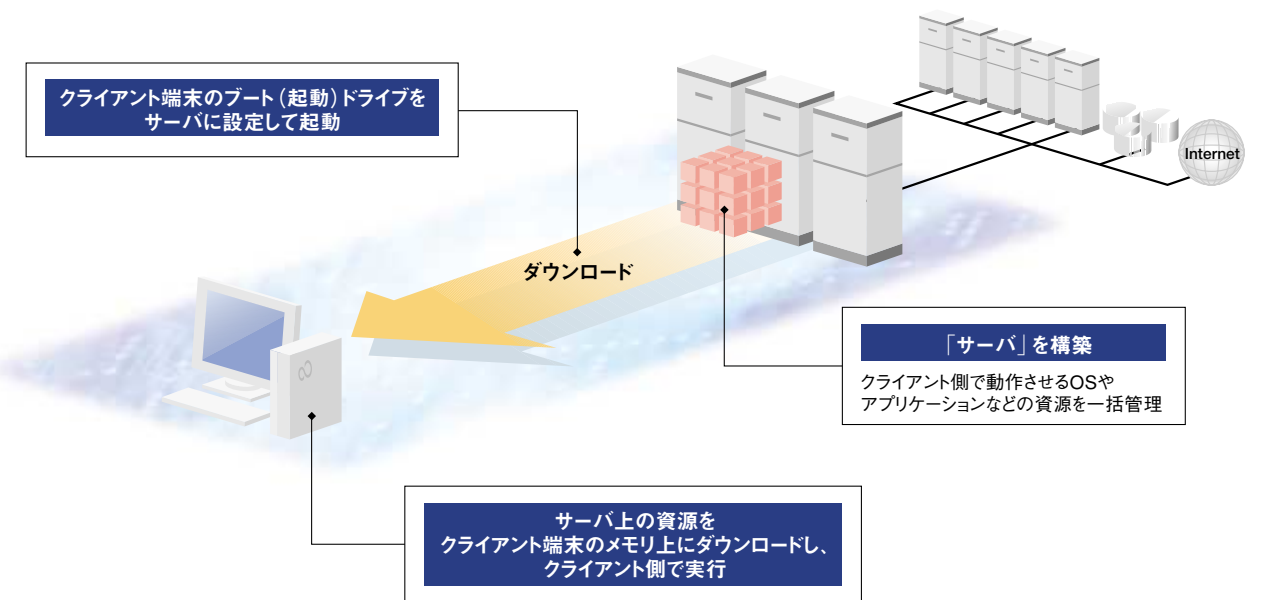 クライアント端末のブート（起動）ドライブを
サーバに設定して起動
Internet
ダウンロード
「サーバ」を構築
クライアント側で動作させるOSや
アプリケーションなどの資源を一括管理
サーバ上の資源を
クライアント端末のメモリ上にダウンロードし、
クライアント側で実行